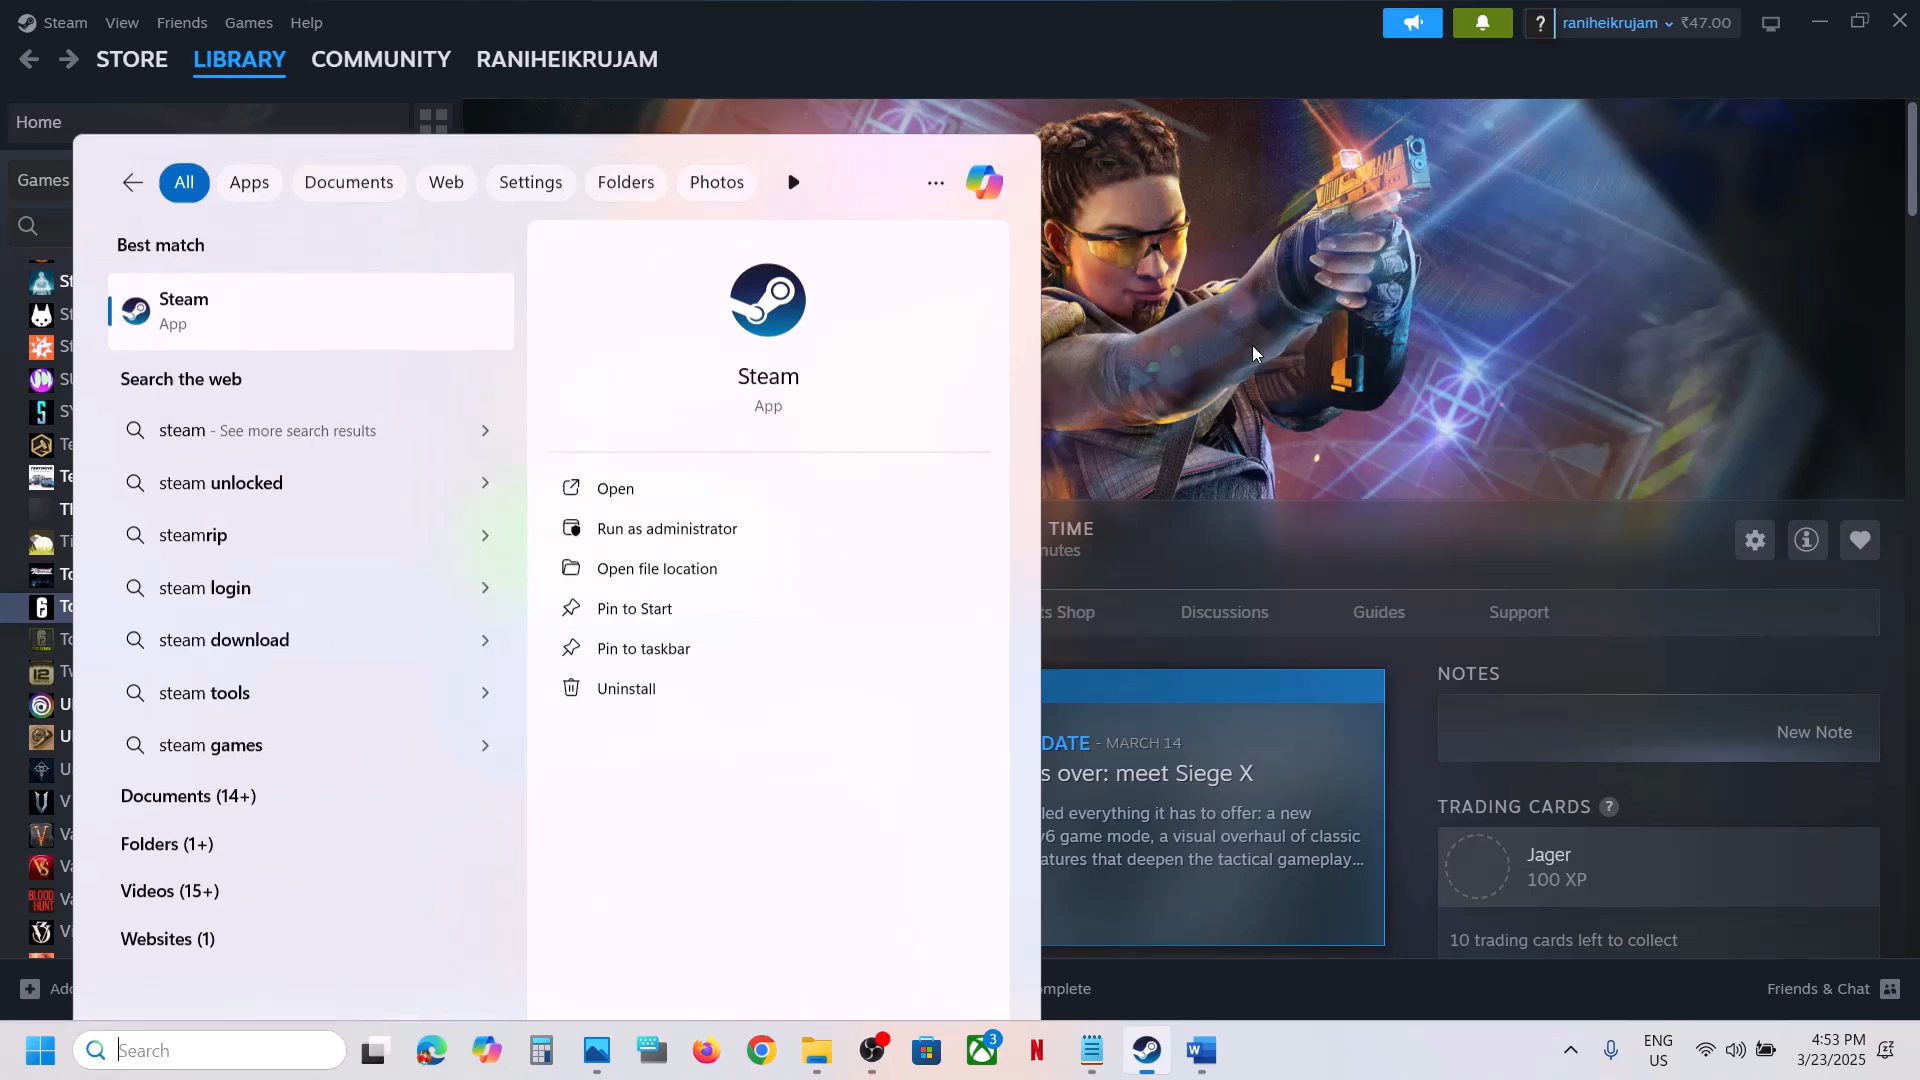 Steam View Friends Games Help
raniheikrujam ₹47.00
STORE LIBRARY COMMUNITY RANIHEIKRUJAM
Home
Games
All Apps Documents Web Settings Folders Photos
Best match
Steam
App
Search the web
steam - See more search results
steam unlocked
steamrip
steam login
steam download
steam tools
steam games
Documents (14+)
Folders (1+)
Videos (15+)
Websites (1)
Steam
App
Open
Run as administrator
Open file location
Pin to Start
Pin to taskbar
Uninstall
TIME
nutes
ts Shop Discussions Guides Support
DATE - MARCH 14
s over: meet Siege X
led everything it has to offer: a new
v6 game mode, a visual overhaul of classic
atures that deepen the tactical gameplay...
NOTES
New Note
TRADING CARDS ?
Jager
100 XP
10 trading cards left to collect
Add
mplete
Friends & Chat
Search
3
ENG
US
4:53 PM
3/23/2025